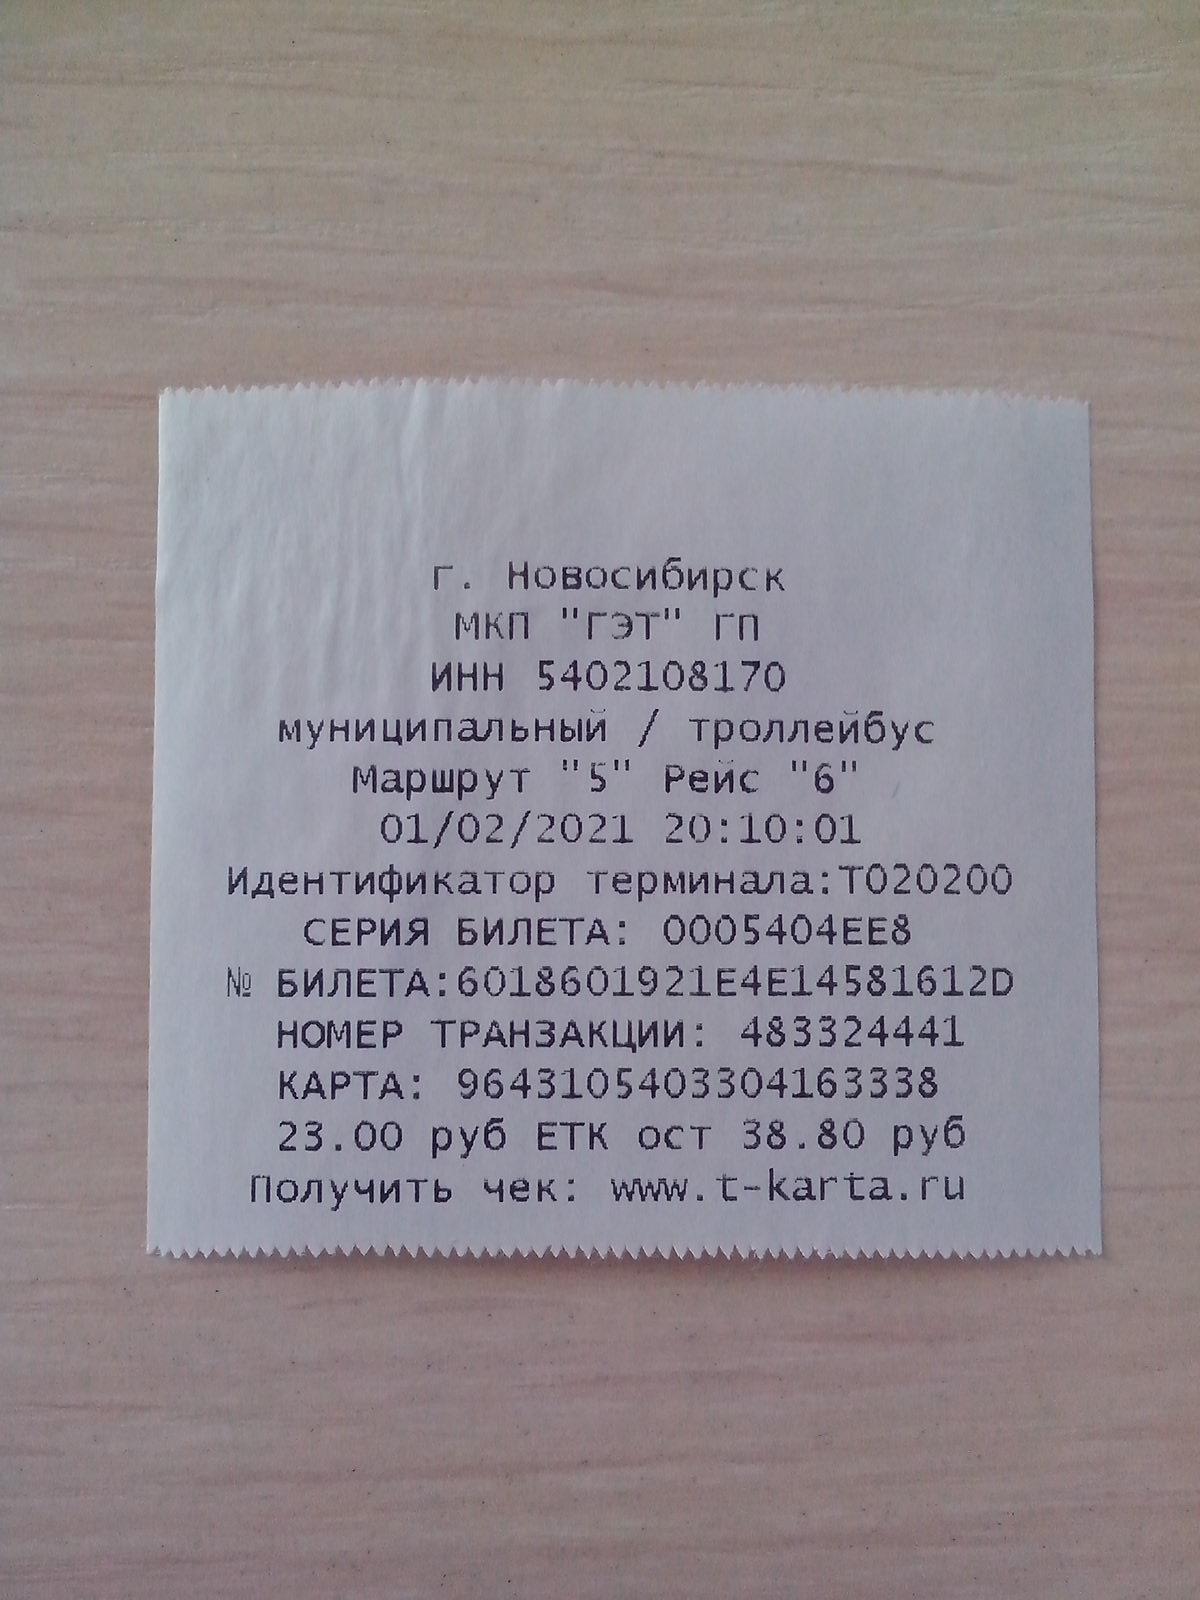 г. Новосибирск
МКП "ГЭТ" ГП
ИНН 5402108170
муниципальный / троллейбус
Маршрут "5" Рейс "6"
01/02/2021 20:10:01
Идентификатор терминала:T020200
СЕРИЯ БИЛЕТА: 0005404EE8
№ БИЛЕТА:6018601921E4E14581612D
НОМЕР ТРАНЗАКЦИИ: 483324441
КАРТА: 9643105403304163338
23.00 руб ЕТК ост 38.80 руб
Получить чек: www.t-karta.ru